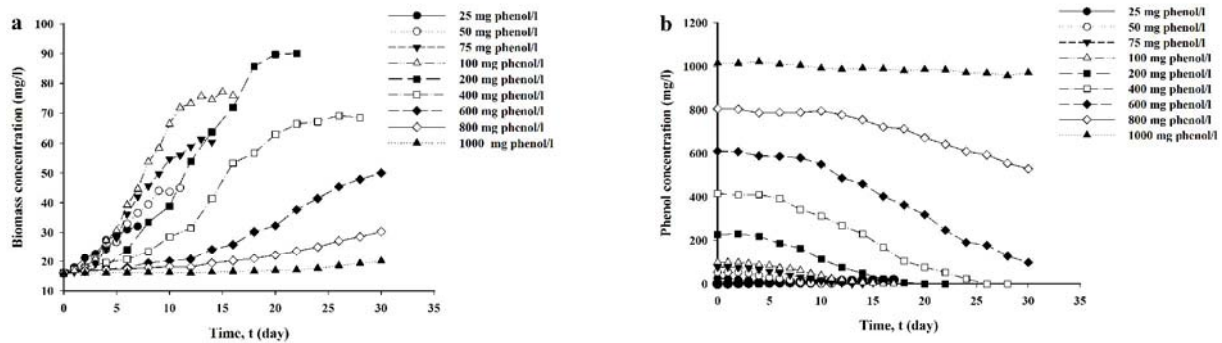 a
100
90
80
70
60
50
40
30
20
10
Biomass concentration (mg/l)
0 5 10 15 20 25 30 35
Time, t (day)
25 mg phenol/l
50 mg phenol/l
75 mg phenol/l
100 mg phenol/l
200 mg phenol/l
400 mg phenol/l
600 mg phenol/l
800 mg phenol/l
1000 mg phenol/l
b
1200
1000
800
600
400
200
0
Phenol concentration (mg/l)
0 5 10 15 20 25 30 35
Time, t (day)
25 mg phenol/l
50 mg phenol/l
75 mg phenol/l
100 mg phenol/l
200 mg phenol/l
400 mg phenol/l
600 mg phenol/l
800 mg phenol/l
1000 mg phenol/l